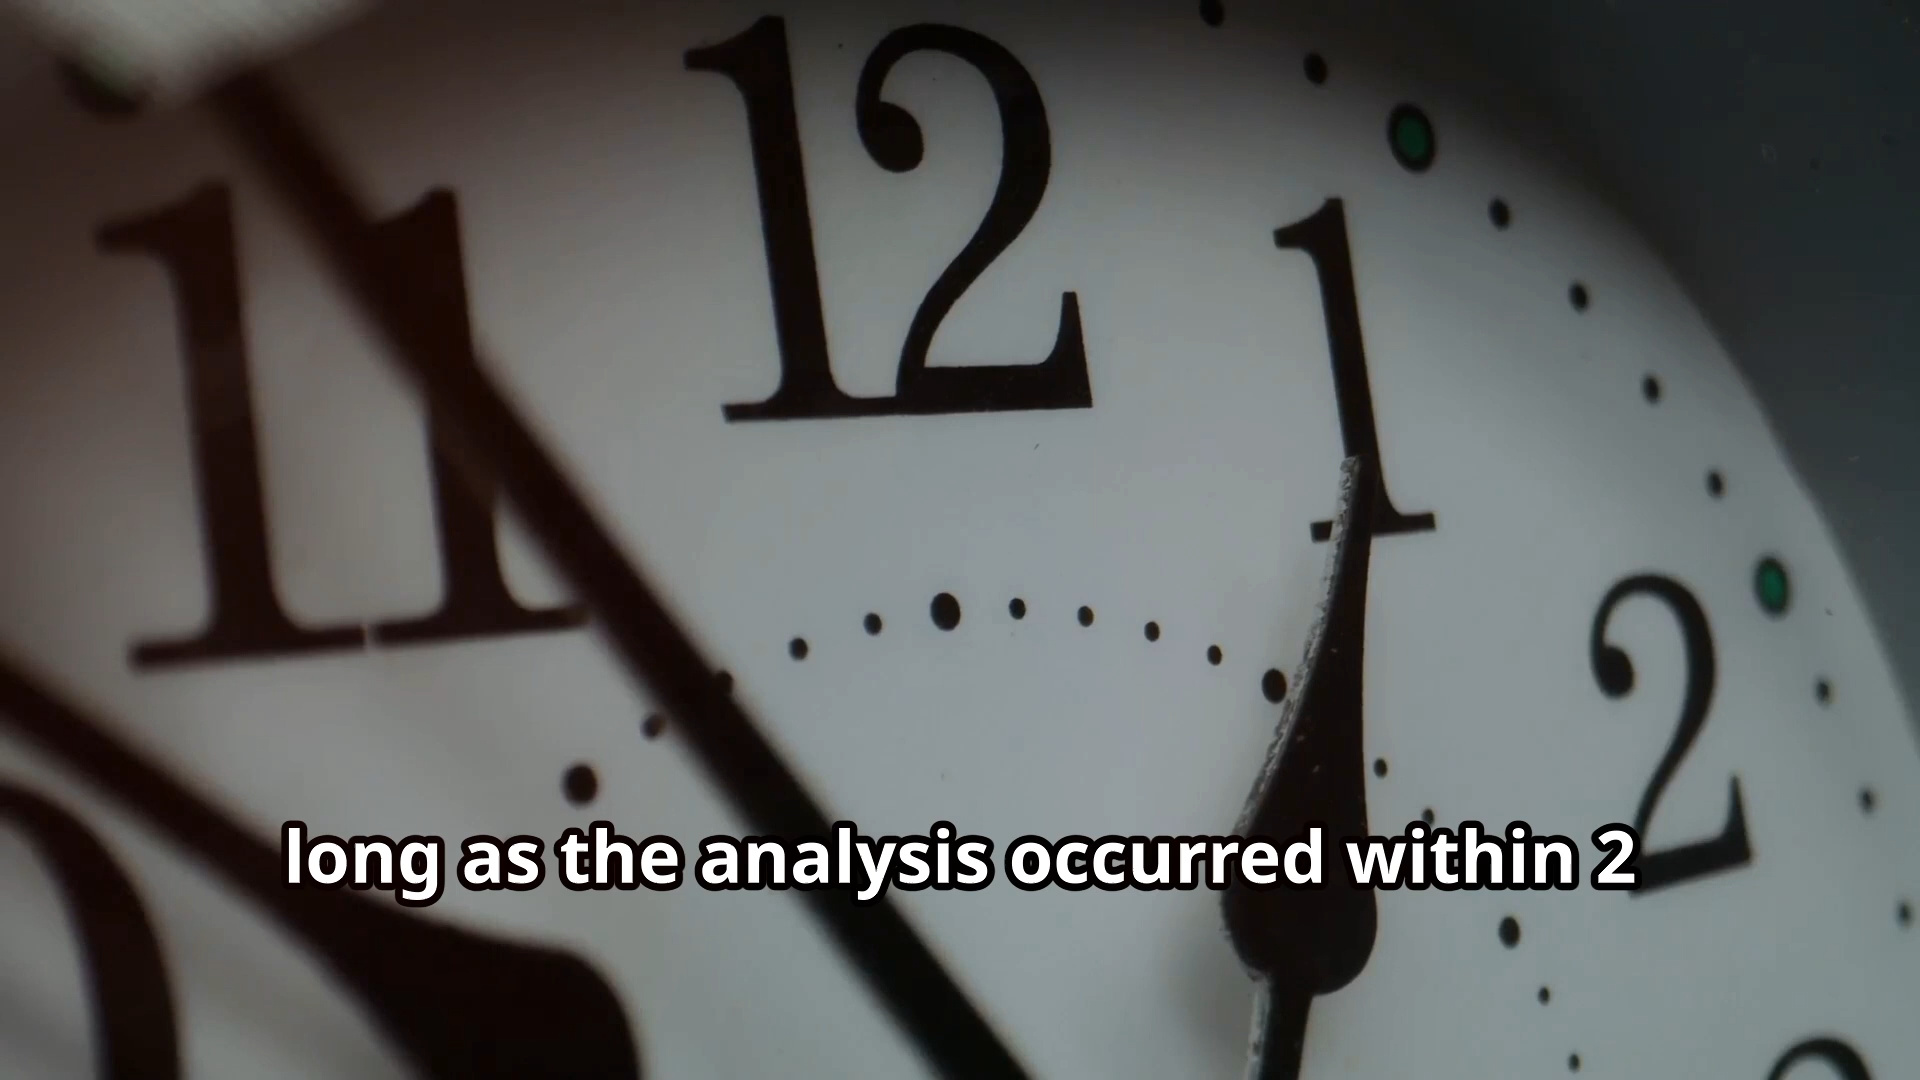 12
11
1
2
long as the analysis occurred within 2